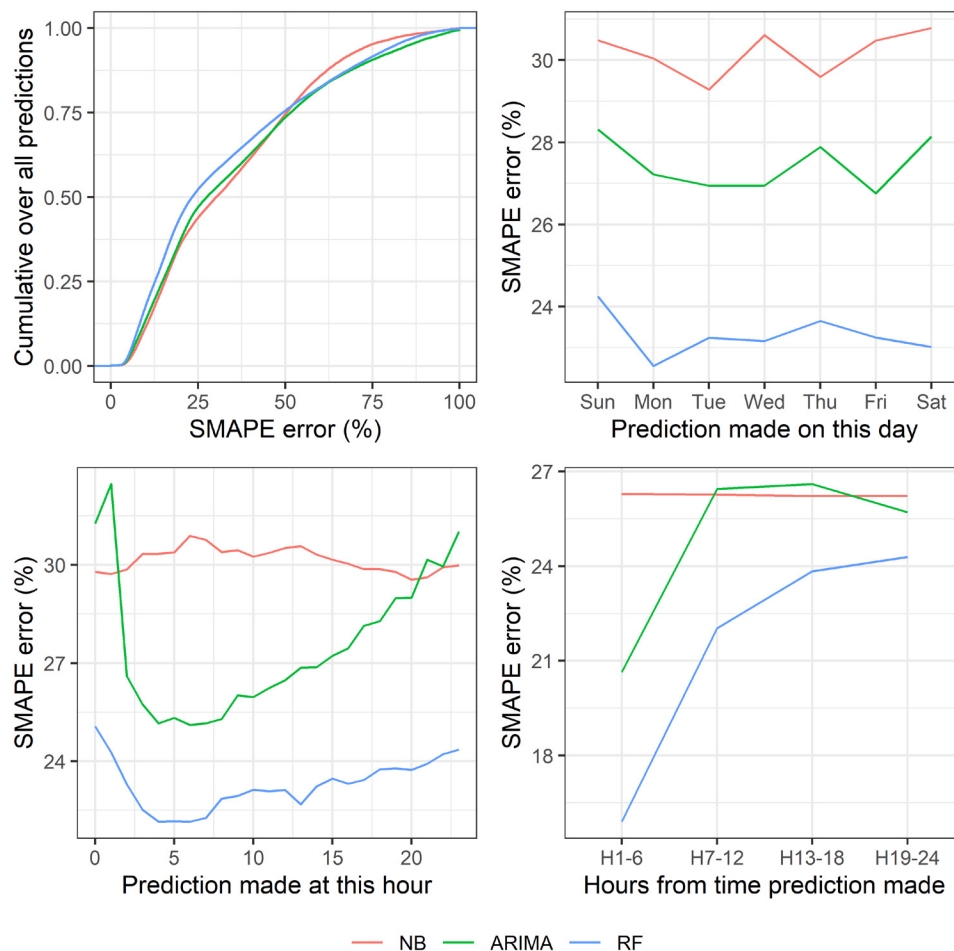 Cumulative over all predictions
1.00
0.75
0.50
0.25
0.00
0 25 50 75 100
SMAPE error (%)
SMAPE error (%)
30
28
26
24
Sun Mon Tue Wed Thu Fri Sat
Prediction made on this day
SMAPE error (%)
30
27
24
0 5 10 15 20
Prediction made at this hour
SMAPE error (%)
27
24
21
18
H1-6 H7-12 H13-18 H19-24
Hours from time prediction made
NB ARIMA RF